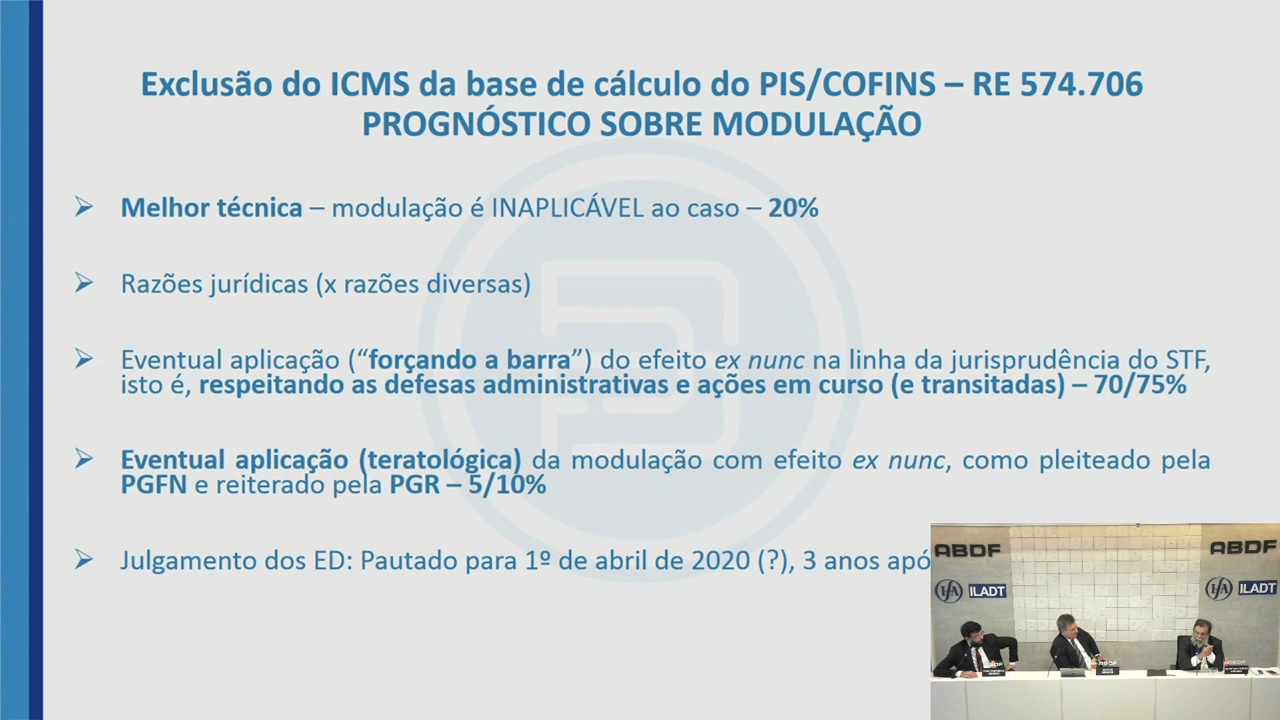 Exclusão do ICMS da base de cálculo do PIS/COFINS – RE 574.706
PROGNÓSTICO SOBRE MODULAÇÃO
Melhor técnica – modulação é INAPLICÁVEL ao caso – 20%
Razões jurídicas (x razões diversas)
Eventual aplicação (“forçando a barra”) do efeito ex nunc na linha da jurisprudência do STF,
isto é, respeitando as defesas administrativas e ações em curso (e transitadas) – 70/75%
Eventual aplicação (teratológica) da modulação com efeito ex nunc, como pleiteado pela
PGFN e reiterado pela PGR – 5/10%
Julgamento dos ED: Pautado para 1º de abril de 2020 (?), 3 anos apó
ABDF
ABDF
IFA ILADT
IFA ILADT
ABDF
ABDF